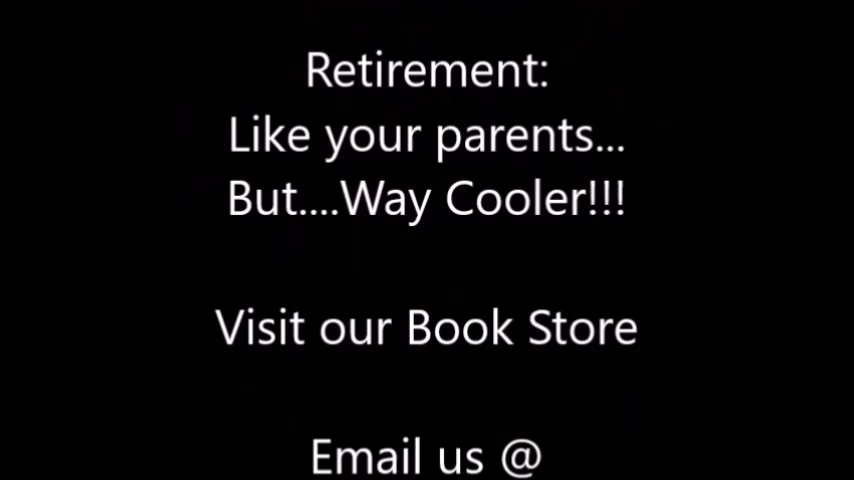 Retirement:
Like your parents...
But....Way Cooler!!!
Visit our Book Store
Email us @